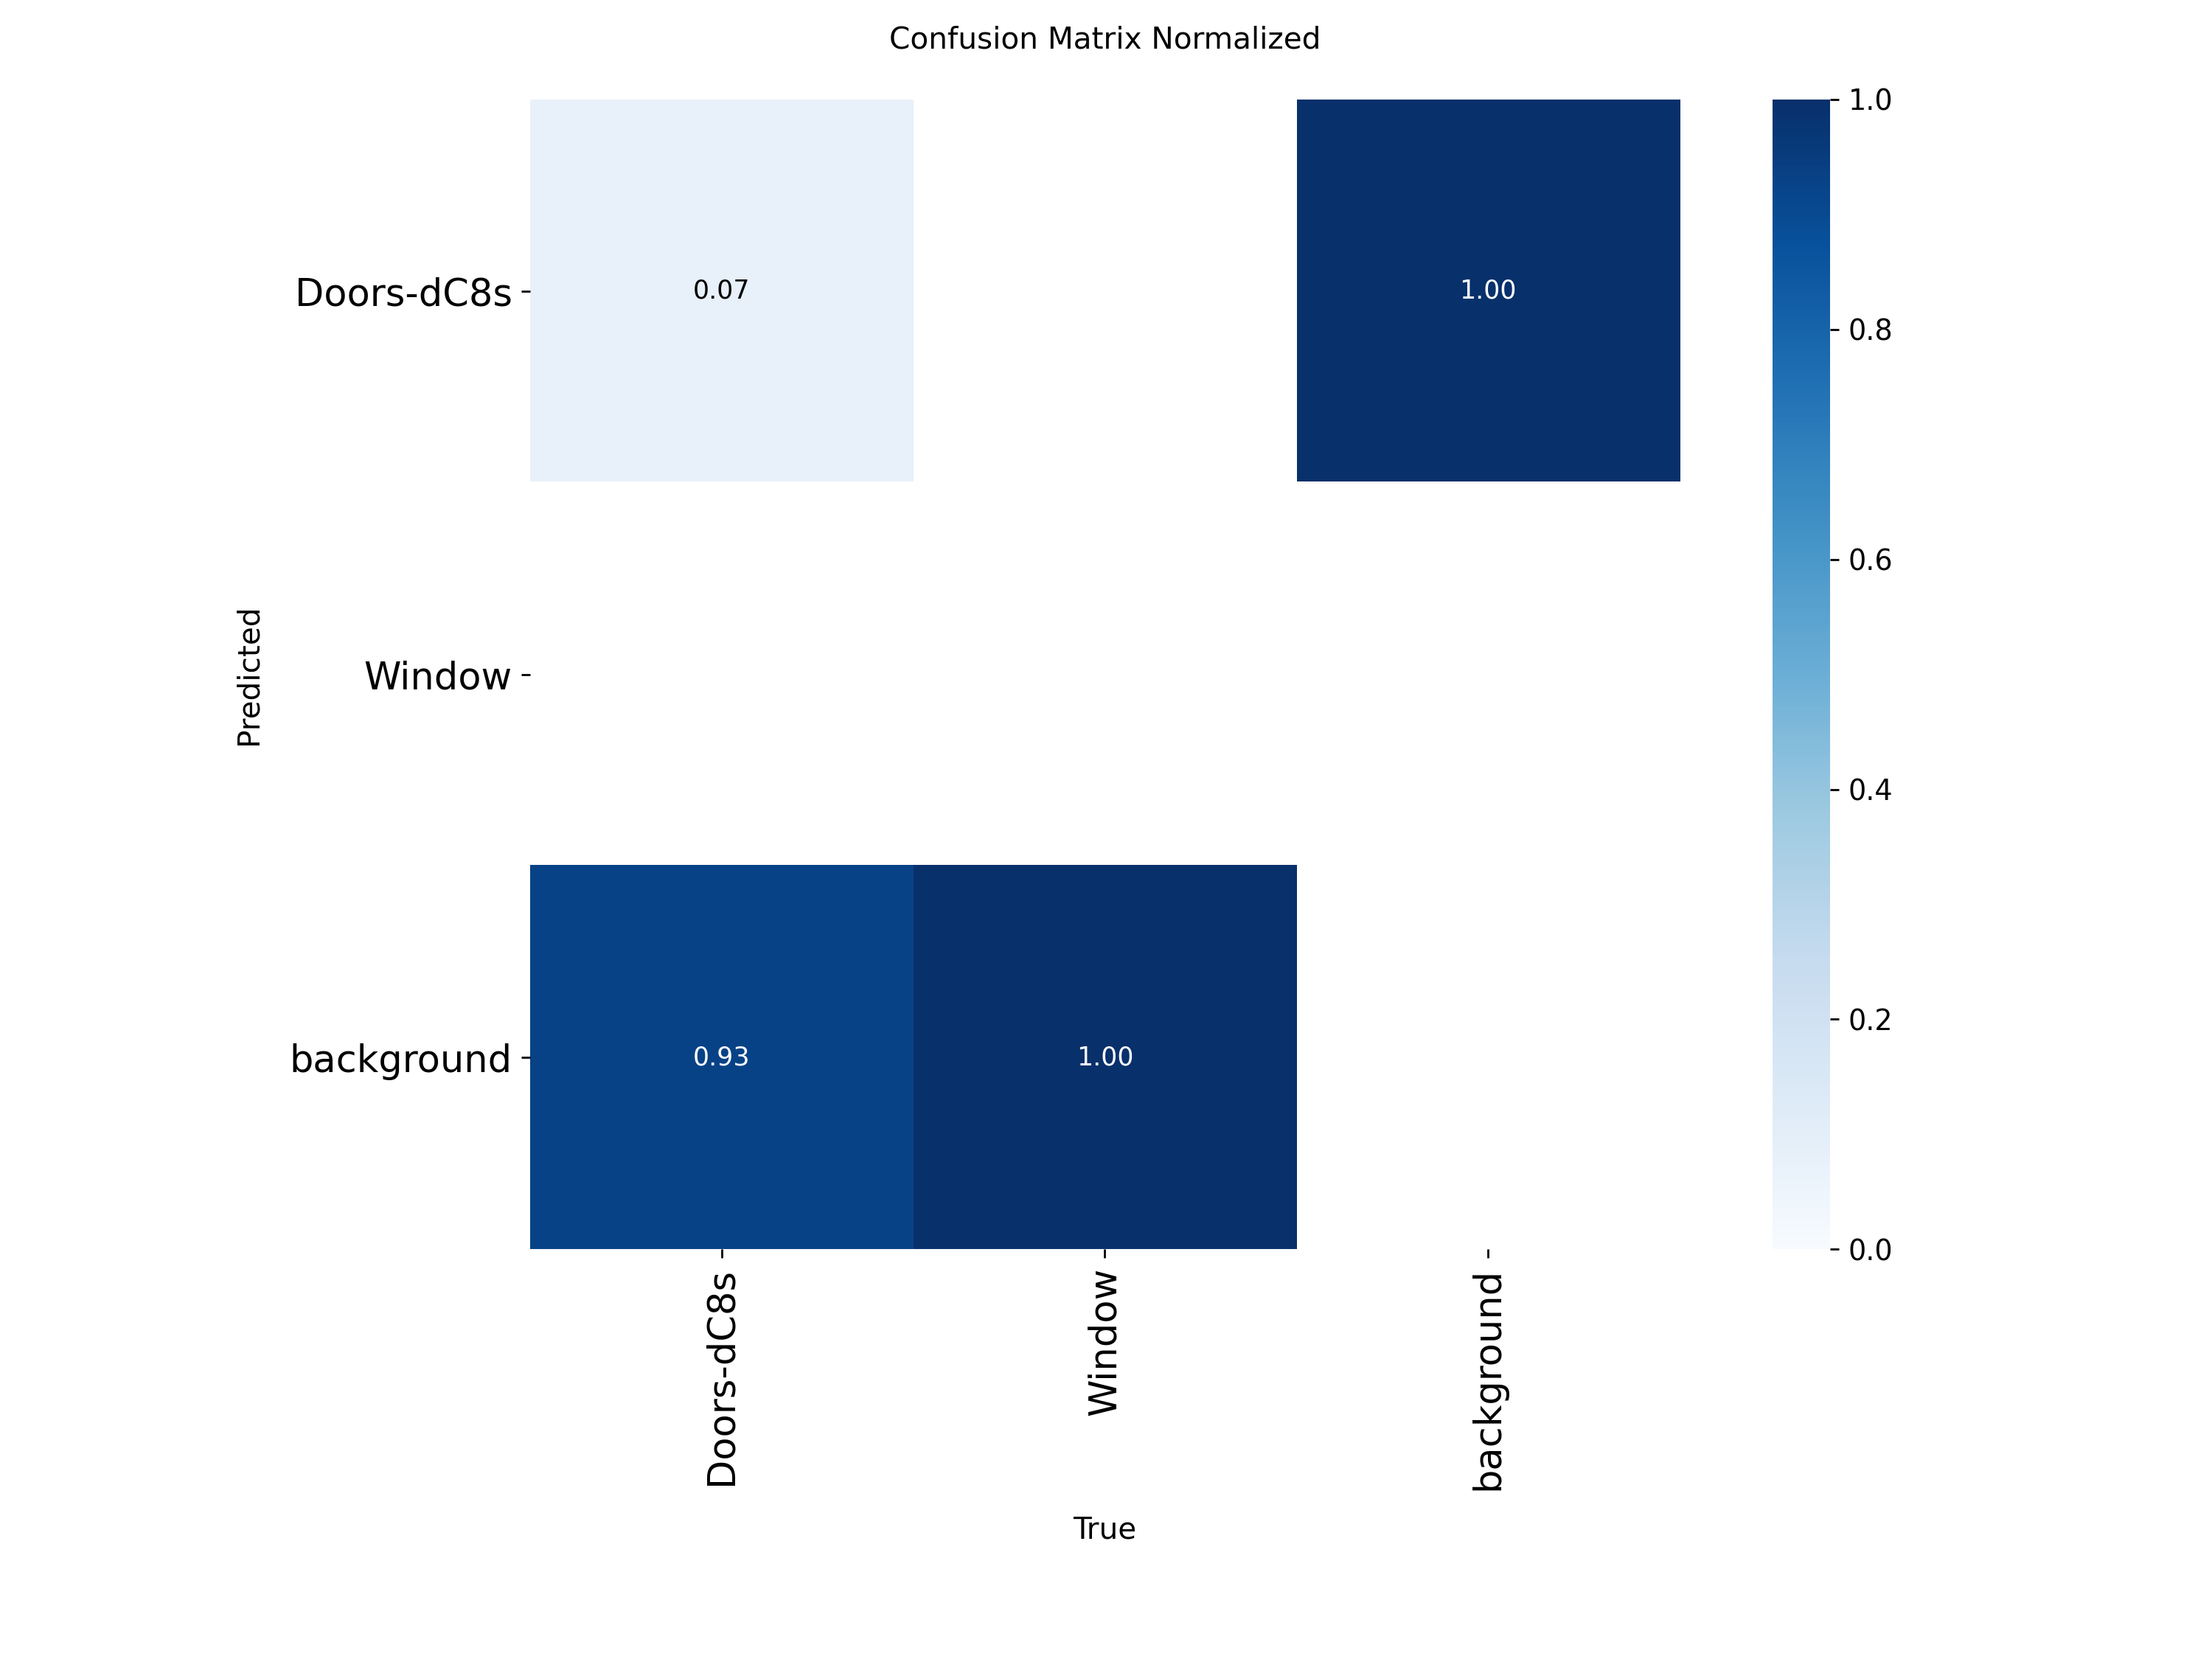 Confusion Matrix Normalized
Predicted
Doors-dC8s
0.07
1.00
Window
background
0.93
1.00
Doors-dC8s
Window
background
True
1.0
0.8
0.6
0.4
0.2
0.0